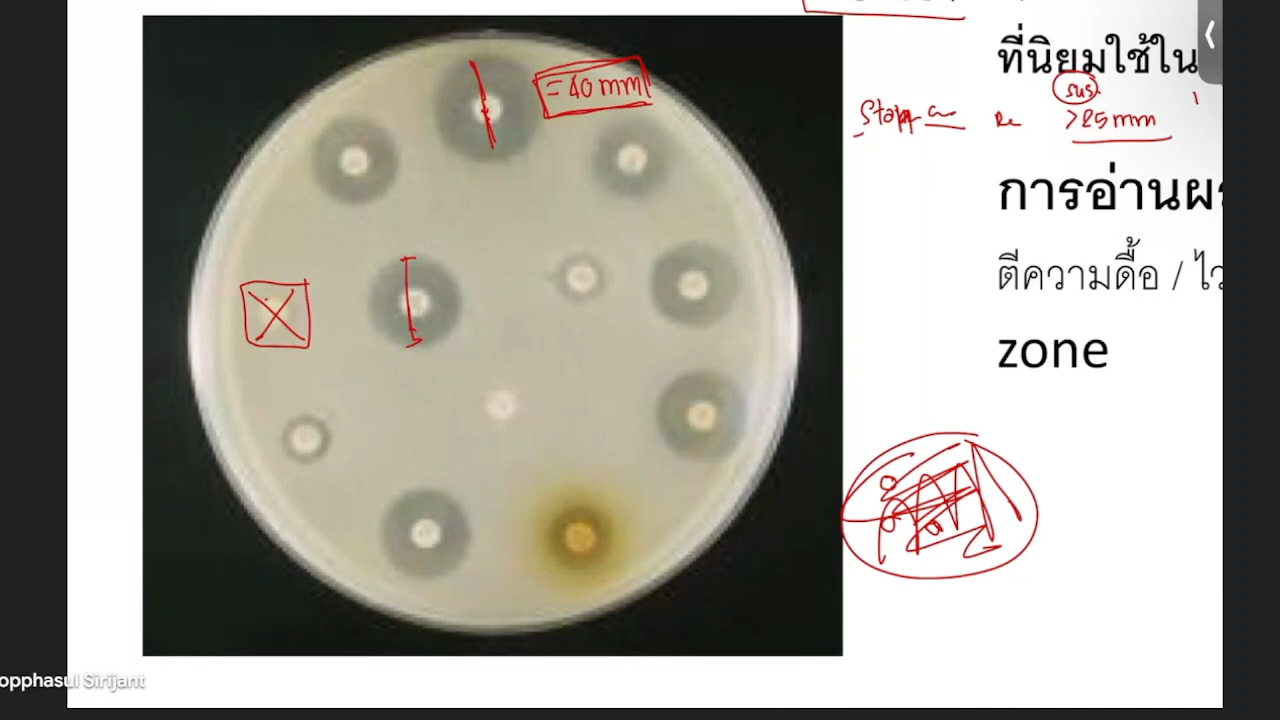 ที่นิยมใช้ใน
= 40 mm
sus.
Staph
>25 mm
การอ่านผ
ตีความดื้อ / ไว
zone
opphasul Sirijant